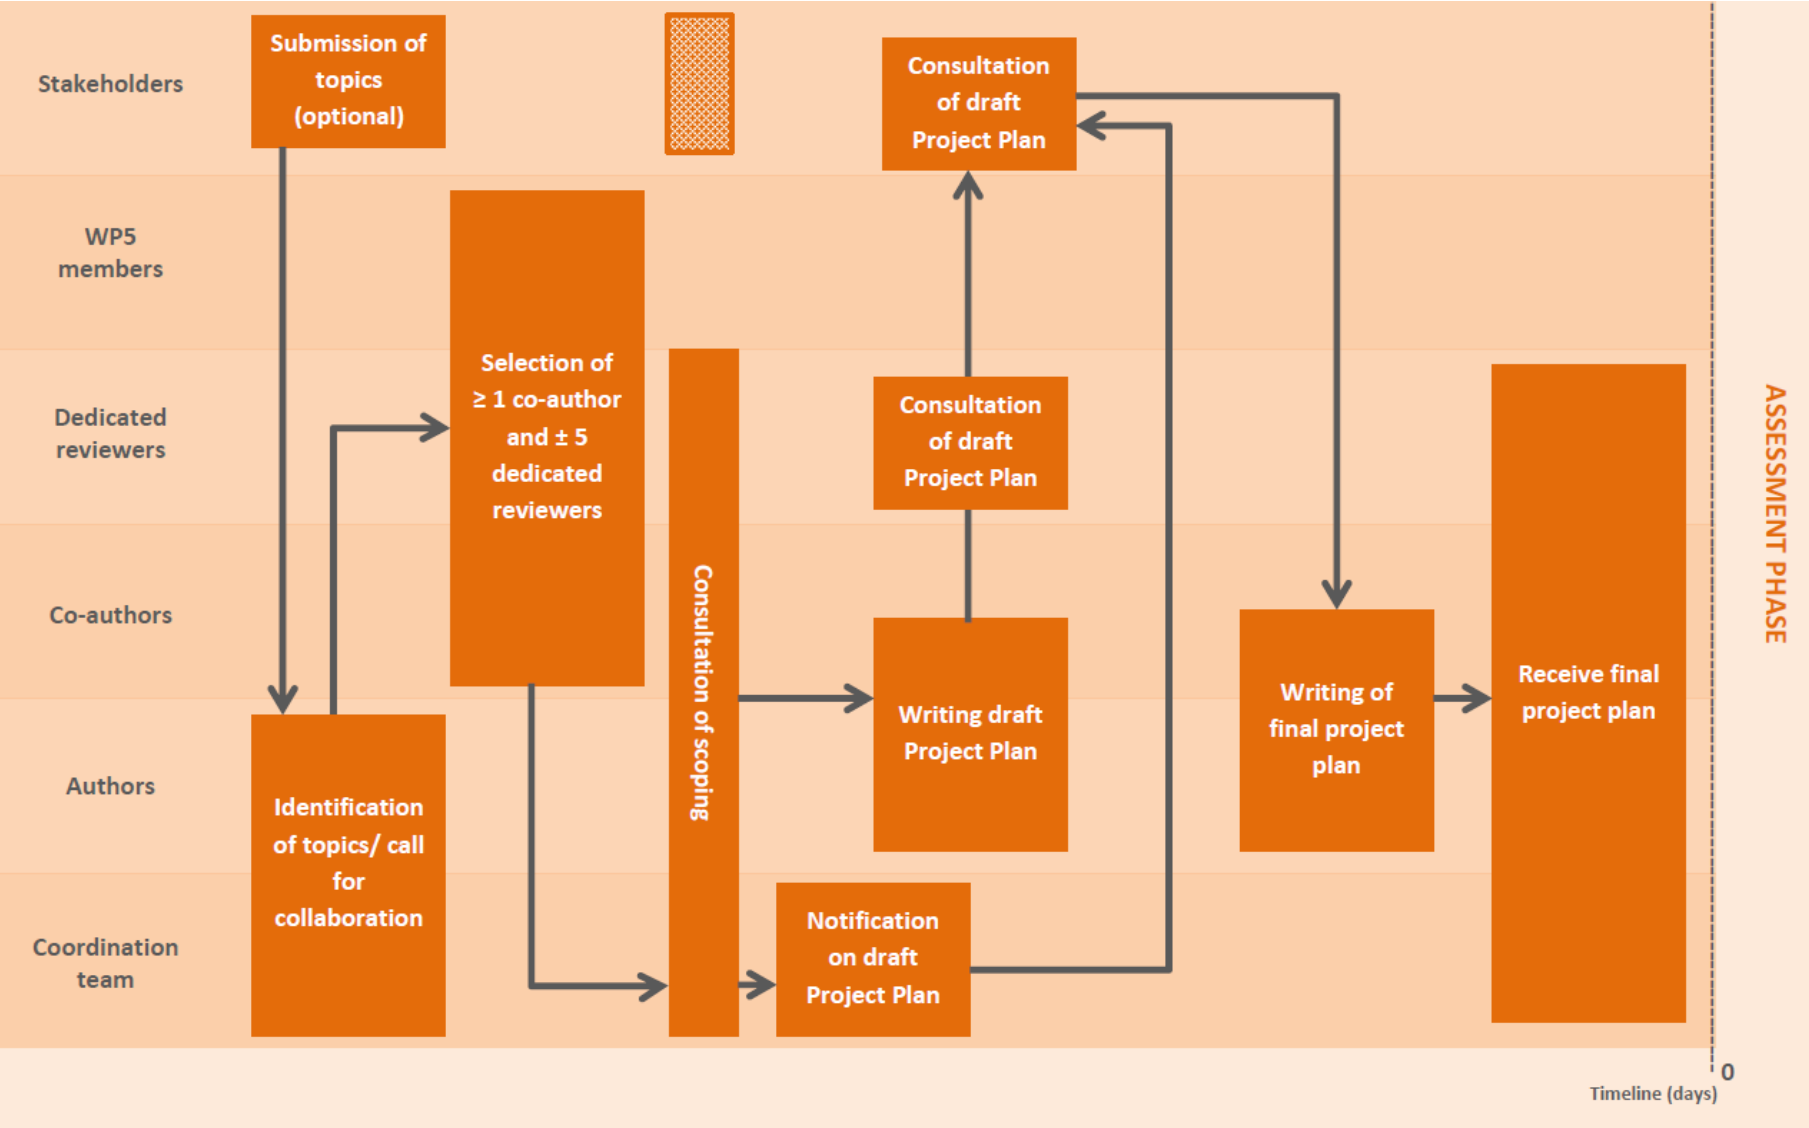 Stakeholders
WP5
members
Dedicated
reviewers
Co-authors
Authors
Coordination
team
Submission of
topics
(optional)
Identification
of topics/ call
for
collaboration
Selection of
≥ 1 co-author
and ± 5
dedicated
reviewers
Consultation of scoping
Consultation
of draft
Project Plan
Consultation
of draft
Project Plan
Writing draft
Project Plan
Notification
on draft
Project Plan
Writing of
final project
plan
Receive final
project plan
ASSESSMENT PHASE
0
Timeline (days)